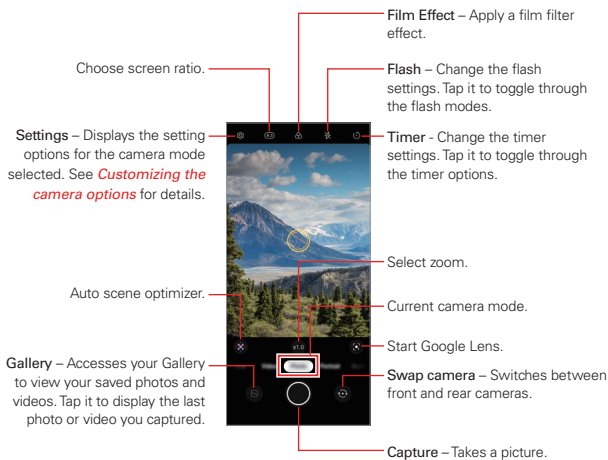 Film Effect – Apply a film filter
effect.
Choose screen ratio.
Flash – Change the flash
settings. Tap it to toggle through
the flash modes.
Settings – Displays the setting
options for the camera mode
selected. See Customizing the
camera options for details.
Timer - Change the timer
settings. Tap it to toggle through
the timer options.
Select zoom.
Auto scene optimizer.
Current camera mode.
x1.0
Start Google Lens.
Photo
Portrait
Gallery – Accesses your Gallery
to view your saved photos and
videos. Tap it to display the last
photo or video you captured.
Swap camera – Switches between
front and rear cameras.
Capture – Takes a picture.